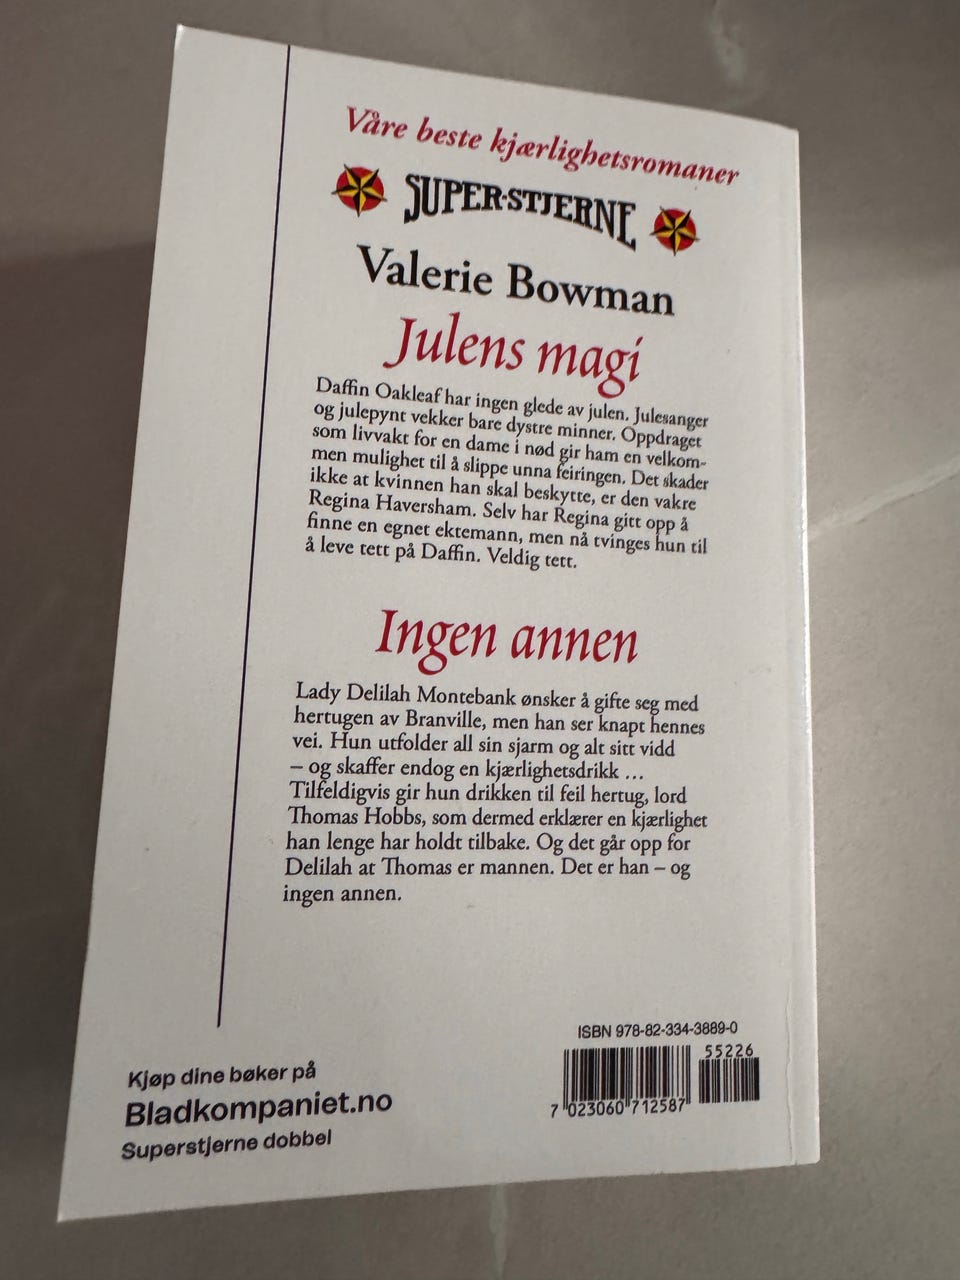 Våre beste kjærlighetsromaner
SUPER-STJERNE
Valerie Bowman
Julens magi
Daffin Oakleaf har ingen glede av julen. Julesanger
og julepynt vekker bare dystre minner. Oppdraget
som livvakt for en dame i nød gir ham en velkom-
men mulighet til å slippe unna feiringen. Det skader
ikke at kvinnen han skal beskytte, er den vakre
Regina Haversham. Selv har Regina gitt opp å
finne en egnet ektemann, men nå tvinges hun til
å leve tett på Daffin. Veldig tett.
Ingen annen
Lady Delilah Montebank ønsker å gifte seg med
hertugen av Branville, men han ser knapt hennes
vei. Hun utfolder all sin sjarm og alt sitt vidd
– og skaffer endog en kjærlighetsdrikk ...
Tilfeldigvis gir hun drikken til feil hertug, lord
Thomas Hobbs, som dermed erklærer en kjærlighet
han lenge har holdt tilbake. Og det går opp for
Delilah at Thomas er mannen. Det er han – og
ingen annen.
ISBN 978-82-334-3889-0
55226
7 023060 712587
Kjøp dine bøker på
Bladkompaniet.no
Superstjerne dobbel